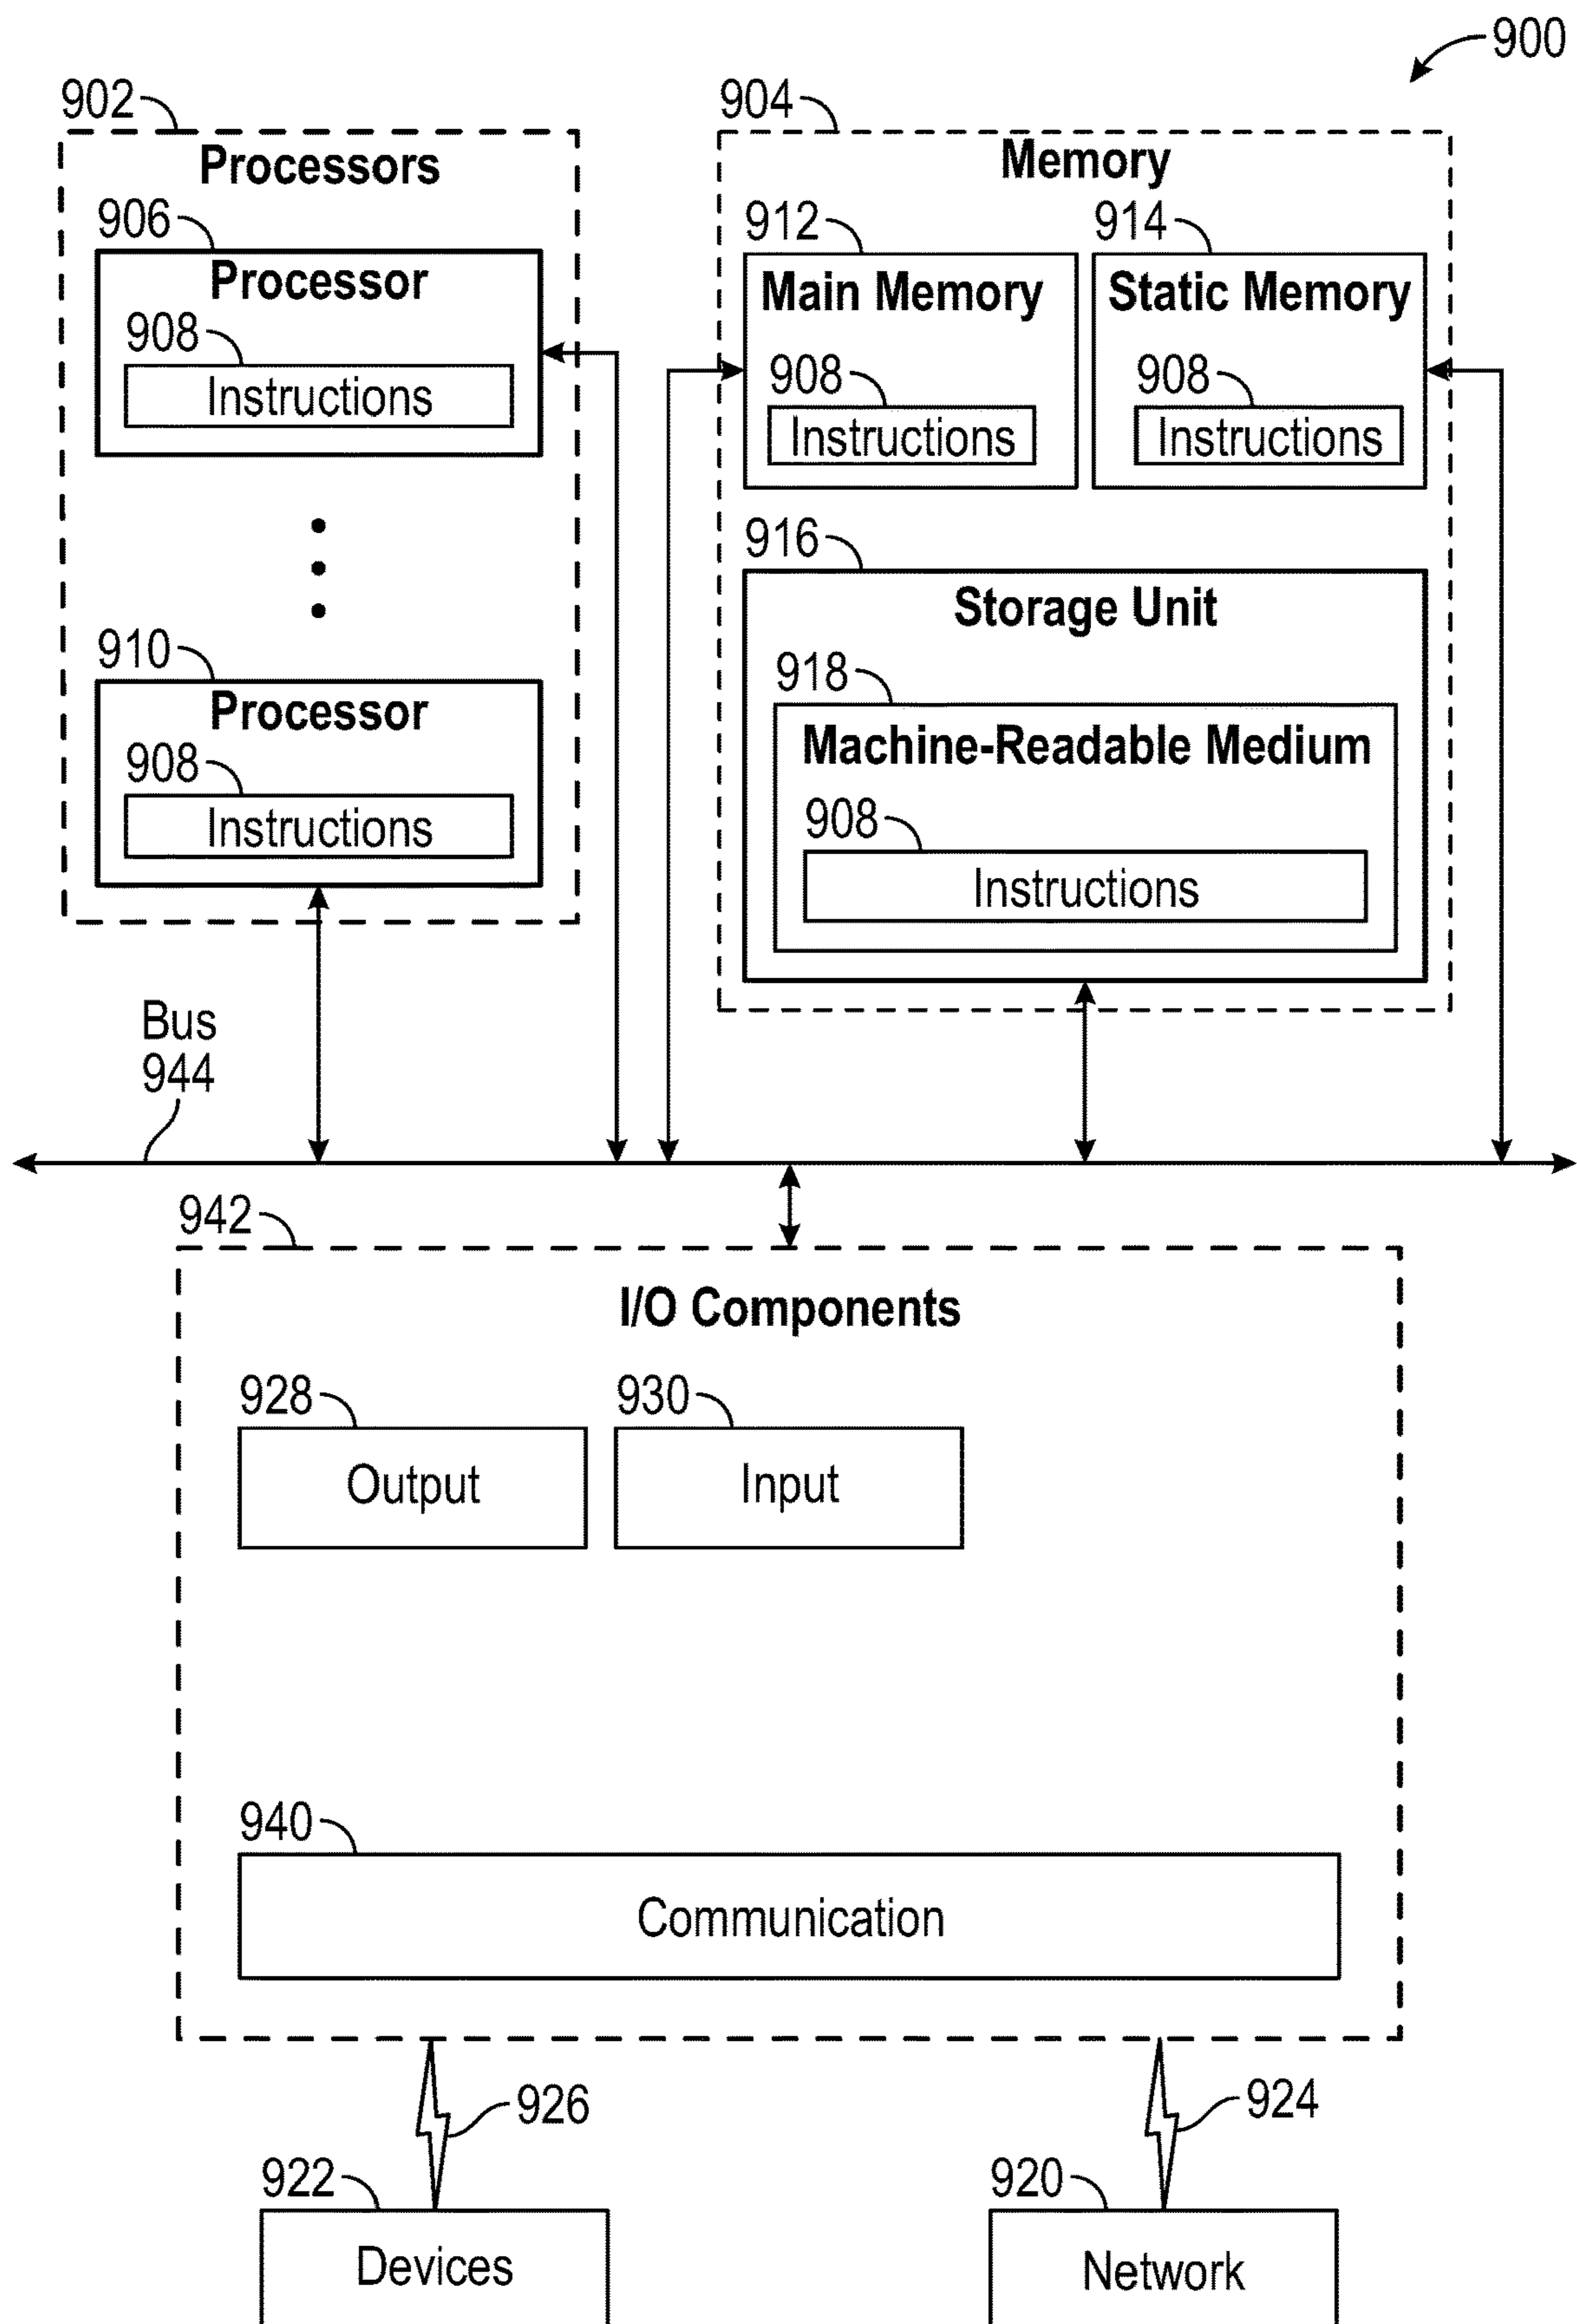 900
902
Processors
906
Processor
908
Instructions
910
Processor
908
Instructions
904
Memory
912
Main Memory
908
Instructions
914
Static Memory
908
Instructions
916
Storage Unit
918
Machine-Readable Medium
908
Instructions
Bus
944
942
I/O Components
928
Output
930
Input
940
Communication
926
924
922
Devices
920
Network